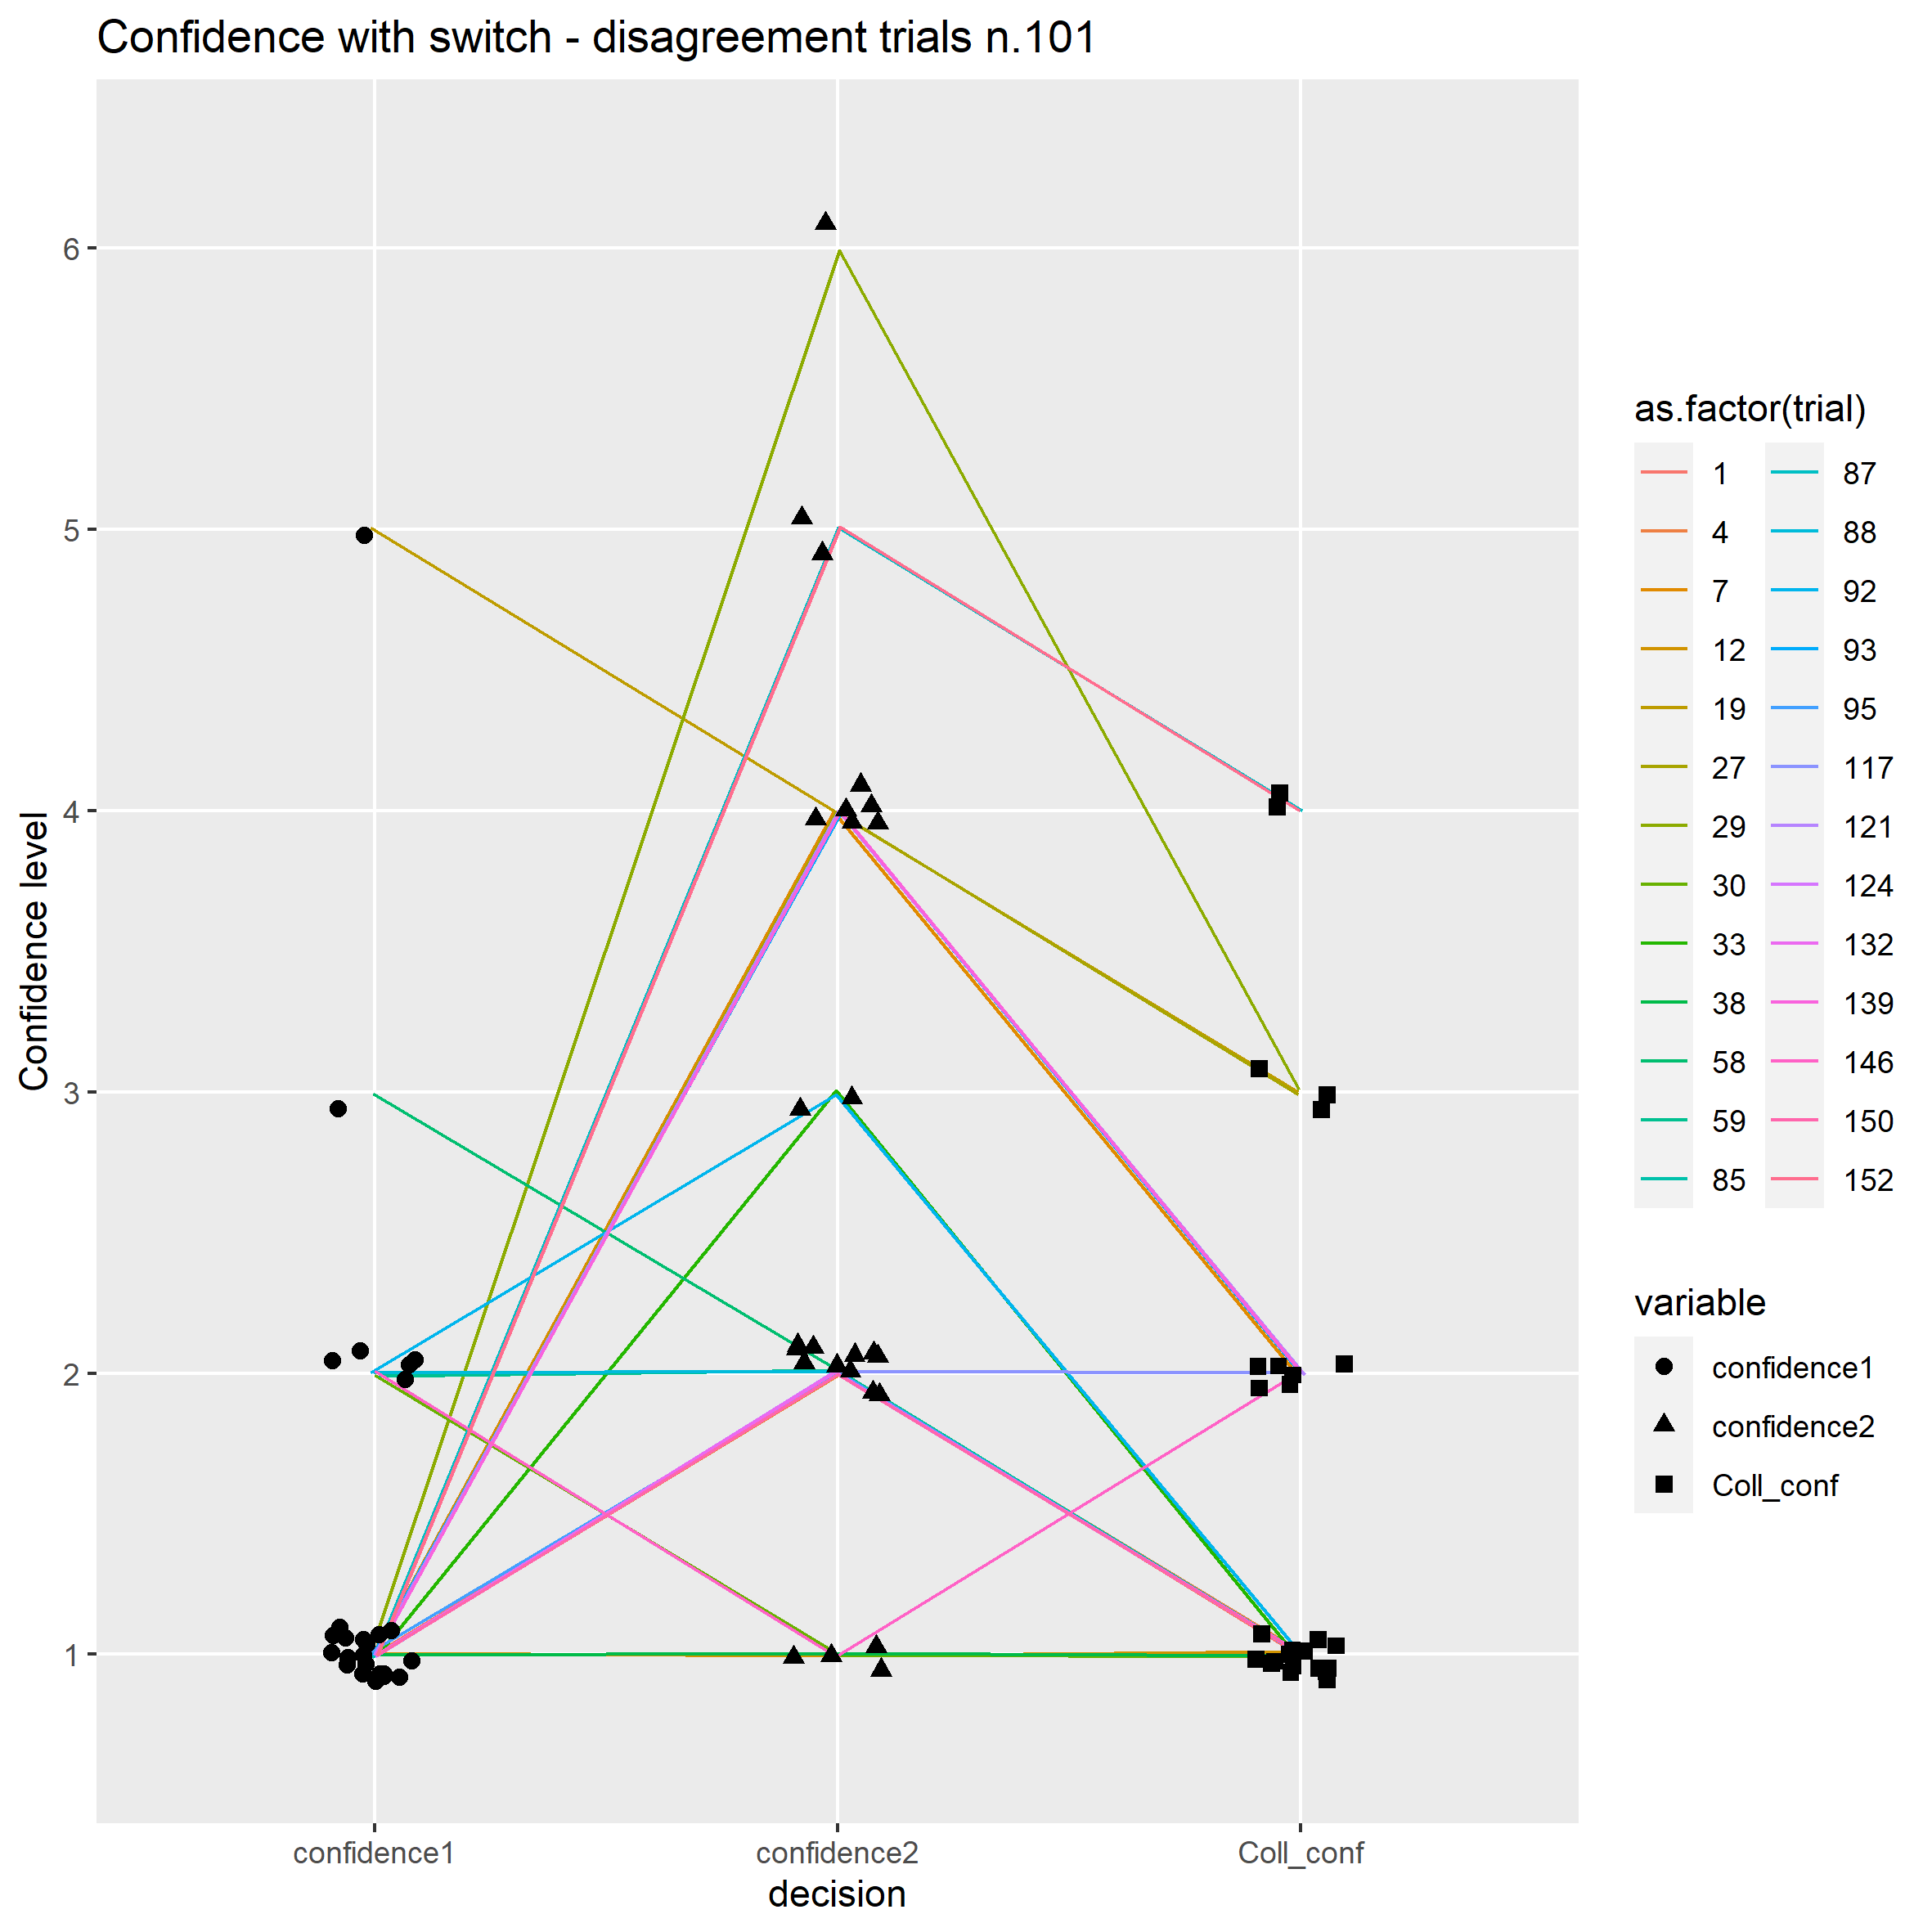 Confidence with switch - disagreement trials n.101
Confidence level
6
5
4
3
2
1
confidence1
confidence2
Coll_conf
decision
as.factor(trial)
1
4
7
12
19
27
29
30
33
38
58
59
85
87
88
92
93
95
117
121
124
132
139
146
150
152
variable
confidence1
confidence2
Coll_conf